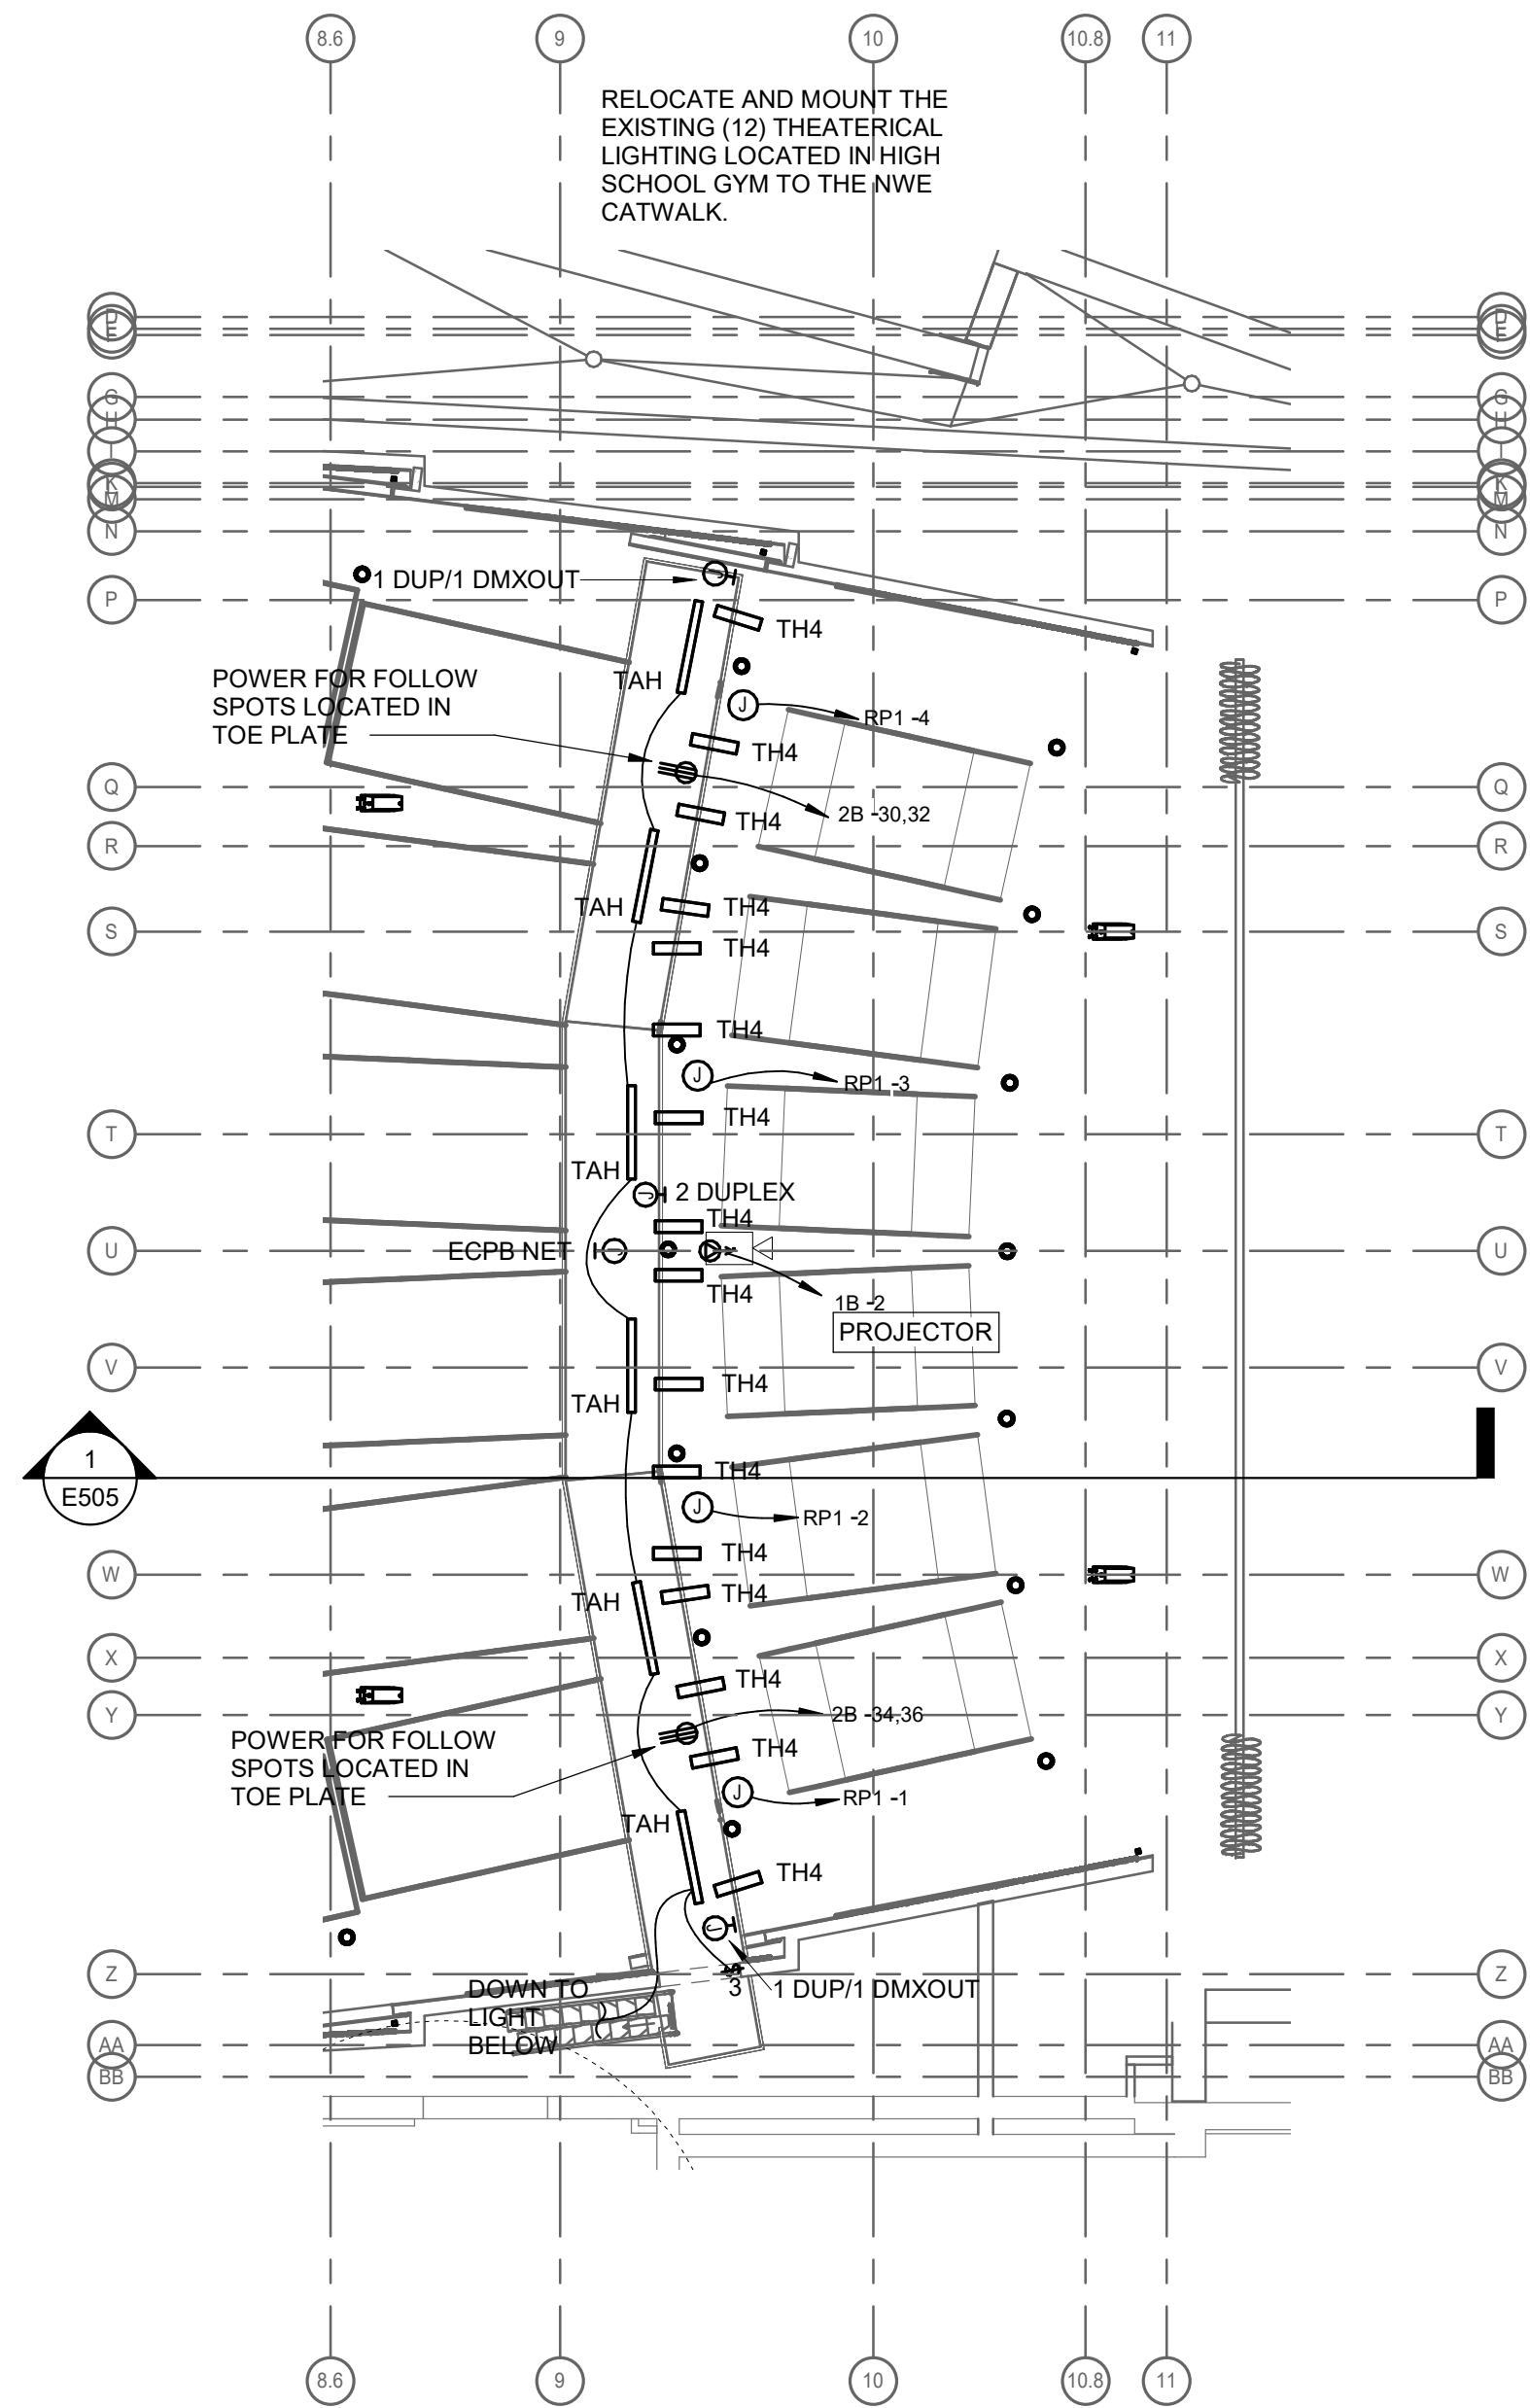 8.6
9
10
10.8
11
RELOCATE AND MOUNT THE
EXISTING (12) THEATERICAL
LIGHTING LOCATED IN HIGH
SCHOOL GYM TO THE NWE
CATWALK.
D
D
E
E
G
G
H
H
I
I
K
K
M
M
N
N
1 DUP/1 DMXOUT
J
P
P
TH4
POWER FOR FOLLOW
SPOTS LOCATED IN
TOE PLATE
TAH
J
RP1 -4
TH4
Q
Q
2B -30,32
TH4
R
R
TAH
TH4
S
S
TH4
TH4
J
RP1 -3
TH4
T
T
TAH
J
2 DUPLEX
TH4
ECPB NET
J
U
U
TH4
1B -2
PROJECTOR
V
V
TH4
TAH
1
E505
TH4
J
RP1 -2
TH4
W
W
TH4
TAH
X
X
TH4
2B -34,36
Y
Y
POWER FOR FOLLOW
SPOTS LOCATED IN
TOE PLATE
TH4
J
RP1 -1
TAH
TH4
J
Z
Z
$
3
1 DUP/1 DMXOUT
DOWN TO
LIGHT
BELOW
AA
AA
BB
BB
8.6
9
10
10.8
11